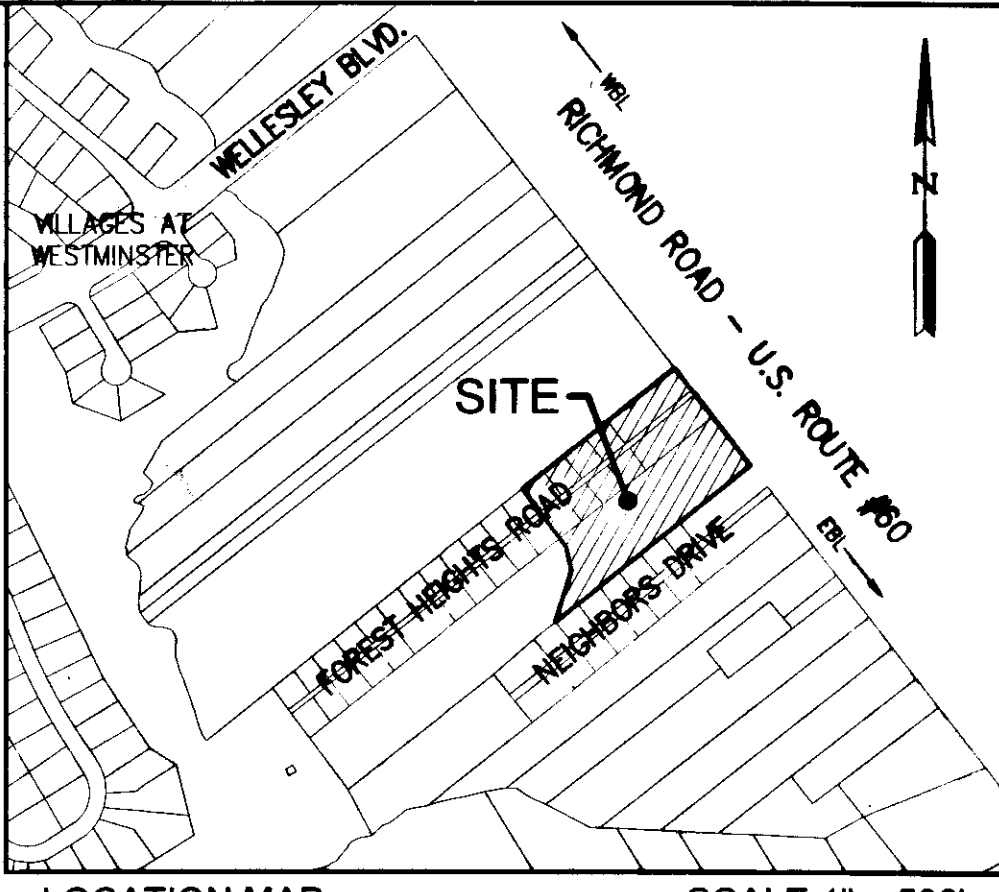 WELLESLEY BLVD.
WBL
RICHMOND ROAD - U.S. ROUTE #60
N
VILLAGES AT
WESTMINSTER
SITE
EBL
FOREST HEIGHTS ROAD
NEIGHBORS DRIVE
LOCATION MAP